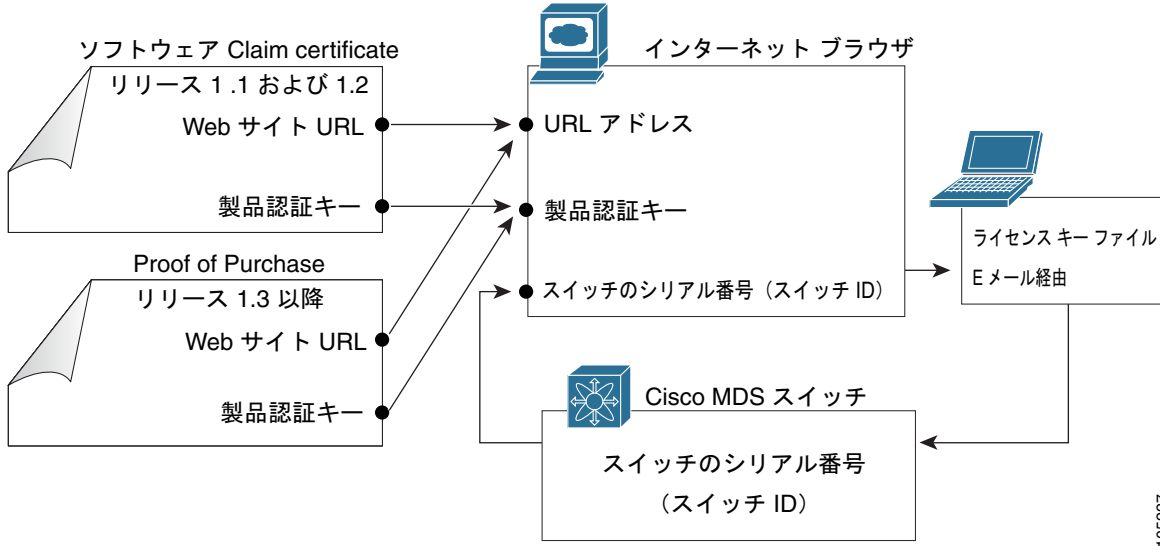 ソフトウェア Claim certificate
リリース 1 .1 および 1.2
Web サイト URL
製品認証キー
Proof of Purchase
リリース 1.3 以降
Web サイト URL
製品認証キー
インターネット ブラウザ
URL アドレス
製品認証キー
スイッチのシリアル番号（スイッチ ID）
ライセンス キー ファイル
E メール経由
Cisco MDS スイッチ
スイッチのシリアル番号
（スイッチ ID）